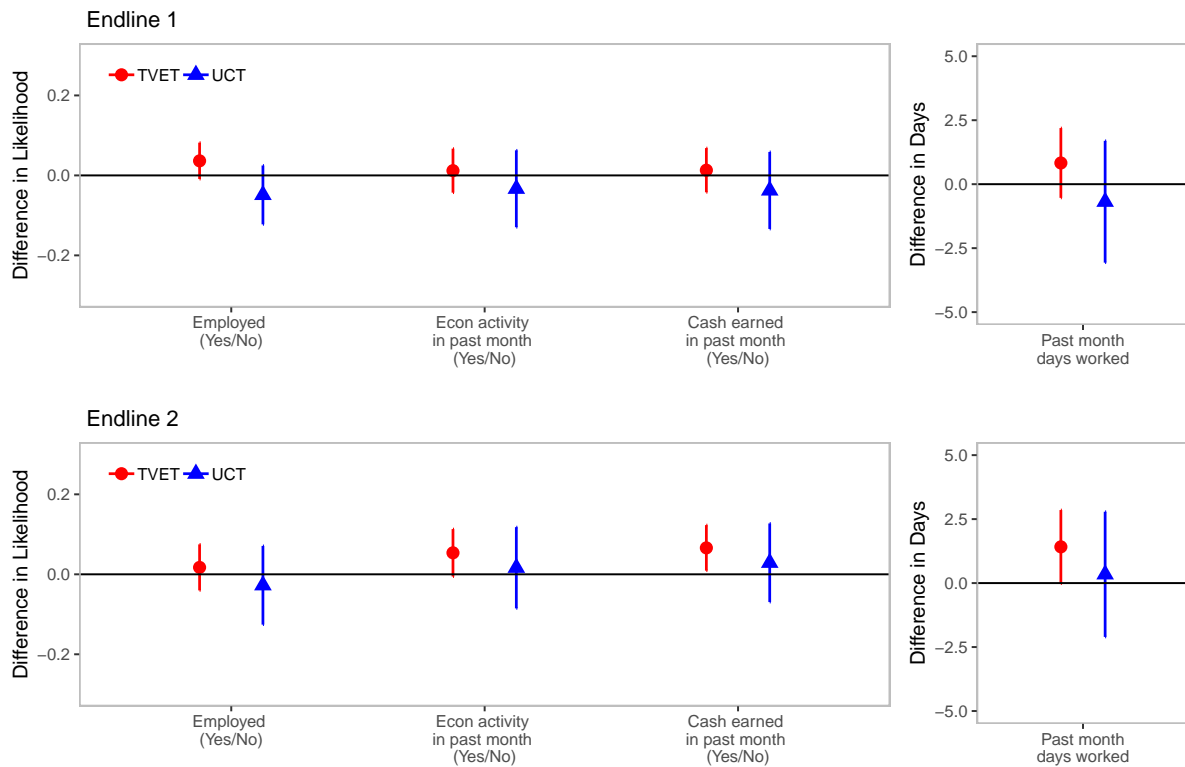 Endline 1
Difference in Likelihood
0.2
0.0
−0.2
TVET UCT
Employed
(Yes/No)
Econ activity
in past month
(Yes/No)
Cash earned
in past month
(Yes/No)
Difference in Days
5.0
2.5
0.0
−2.5
−5.0
Past month
days worked
Endline 2
Difference in Likelihood
0.2
0.0
−0.2
TVET UCT
Employed
(Yes/No)
Econ activity
in past month
(Yes/No)
Cash earned
in past month
(Yes/No)
Difference in Days
5.0
2.5
0.0
−2.5
−5.0
Past month
days worked